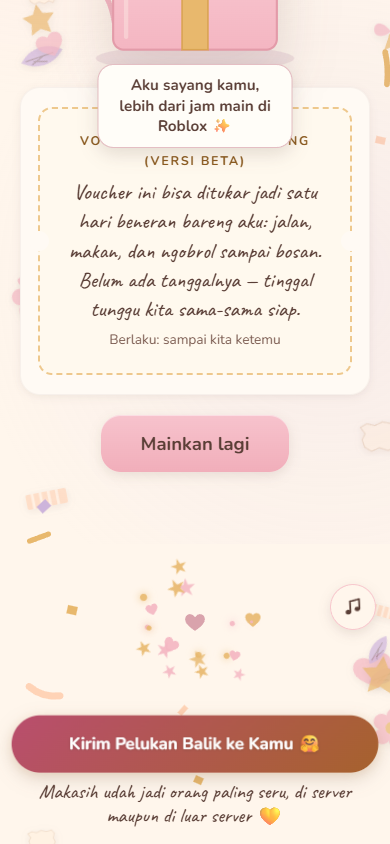 Aku sayang kamu,
lebih dari jam main di
Roblox ✨
VO NG
(VERSI BETA)
Voucher ini bisa ditukar jadi satu
hari beneran bareng aku: jalan,
makan, dan ngobrol sampai bosan.
Belum ada tanggalnya — tinggal
tunggu kita sama-sama siap.
Berlaku: sampai kita ketemu
Mainkan lagi
Kirim Pelukan Balik ke Kamu 🤗
Makasih udah jadi orang paling seru, di server
maupun di luar server 💛